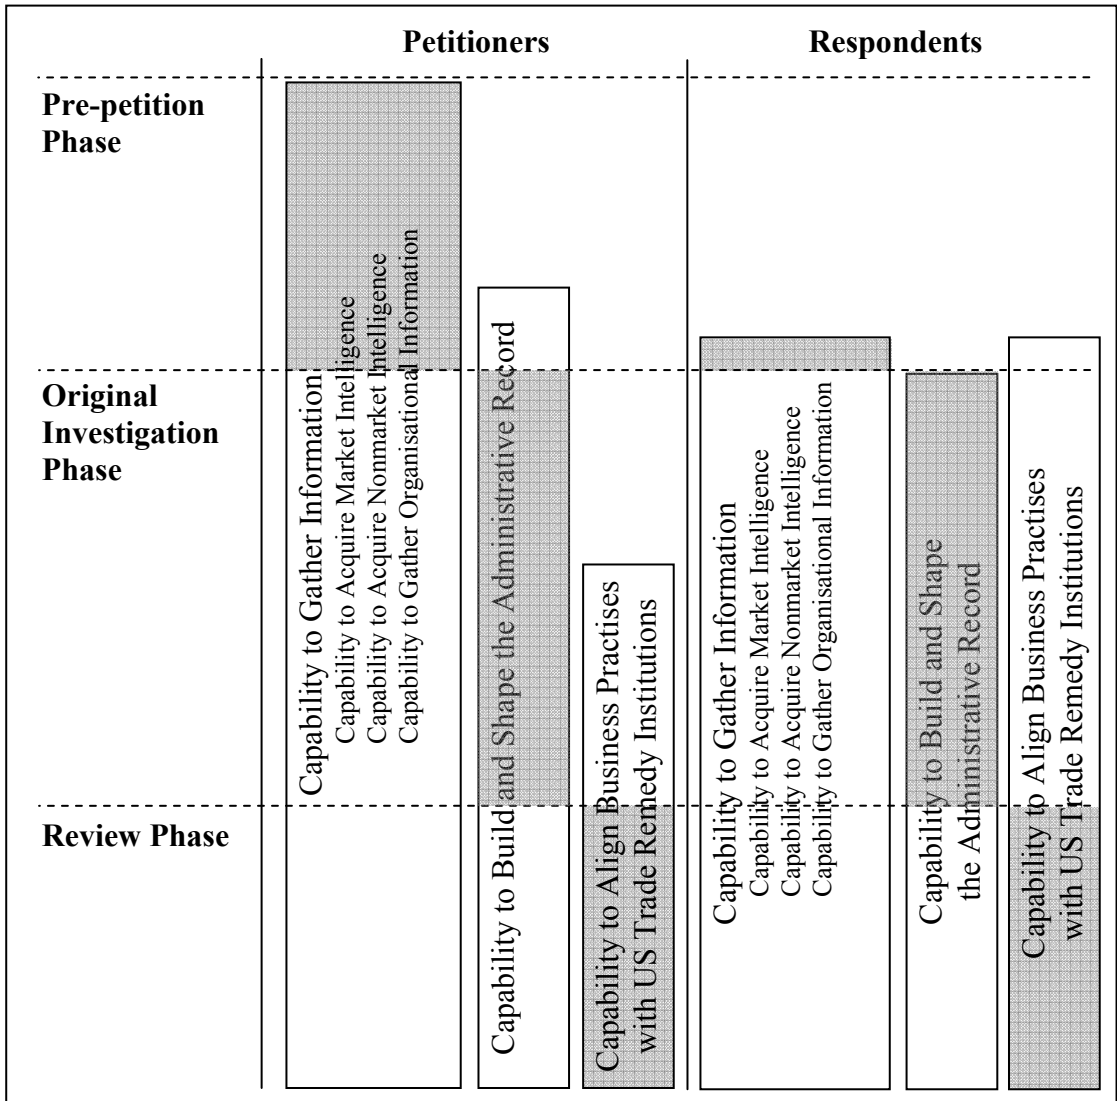 Petitioners
Respondents
Pre-petition
Phase
Original
Investigation
Phase
Review Phase
Capability to Gather Information
Capability to Acquire Market Intelligence
Capability to Acquire Nonmarket Intelligence
Capability to Gather Organisational Information
Capability to Build and Shape the Administrative Record
Capability to Align Business Practises
with US Trade Remedy Institutions
Capability to Gather Information
Capability to Acquire Market Intelligence
Capability to Acquire Nonmarket Intelligence
Capability to Gather Organisational Information
Capability to Build and Shape
the Administrative Record
Capability to Align Business Practises
with US Trade Remedy Institutions